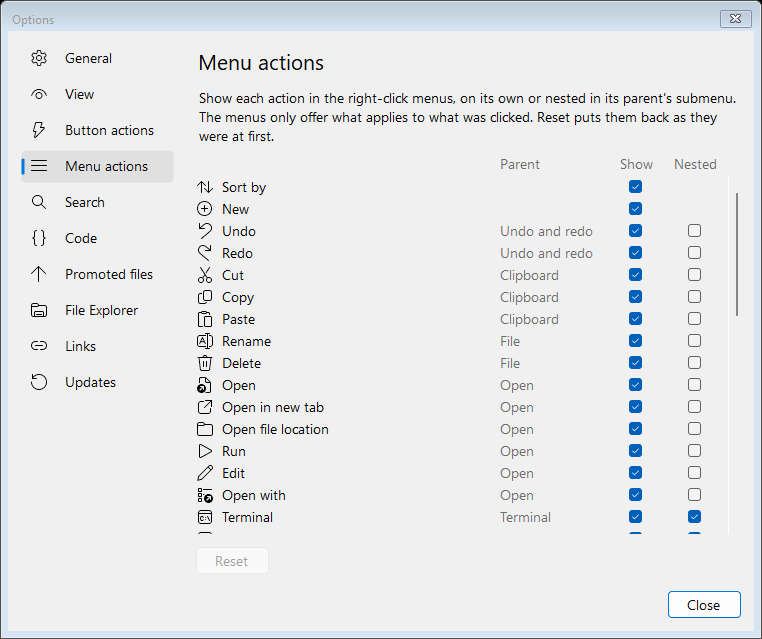 Options
General
View
Button actions
Menu actions
Search
Code
Promoted files
File Explorer
Links
Updates
Menu actions
Show each action in the right-click menus, on its own or nested in its parent's submenu.
The menus only offer what applies to what was clicked. Reset puts them back as they
were at first.
Parent Show Nested
Sort by
New
Undo Undo and redo
Redo Undo and redo
Cut Clipboard
Copy Clipboard
Paste Clipboard
Rename File
Delete File
Open Open
Open in new tab Open
Open file location Open
Run Open
Edit Open
Open with Open
Terminal Terminal
Reset
Close